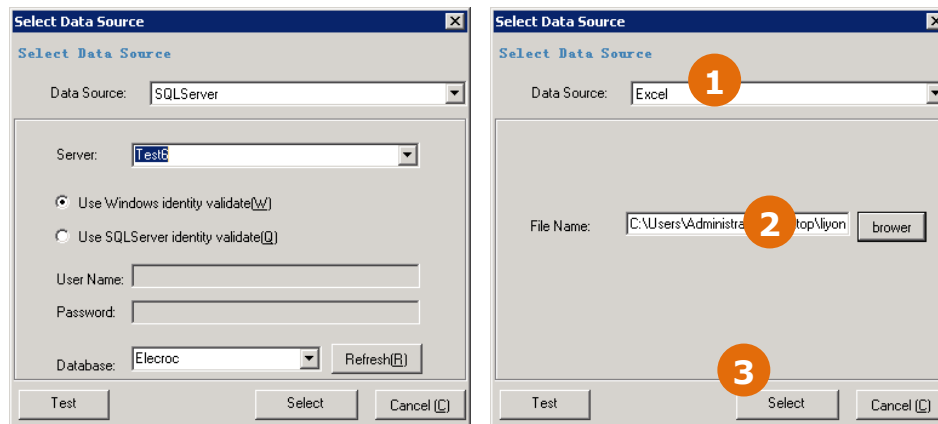 Select Data Source
Select Data Source
Data Source: SQLServer
Server: Test6
Use Windows identity validate(W)
Use SQLServer identity validate(Q)
User Name:
Password:
Database: Elecroc Refresh(R)
Test Select Cancel (C)
Select Data Source
Select Data Source
1
Data Source: Excel
File Name: C:\Users\Administra 2 top\liyon brower
3
Test Select Cancel (C)